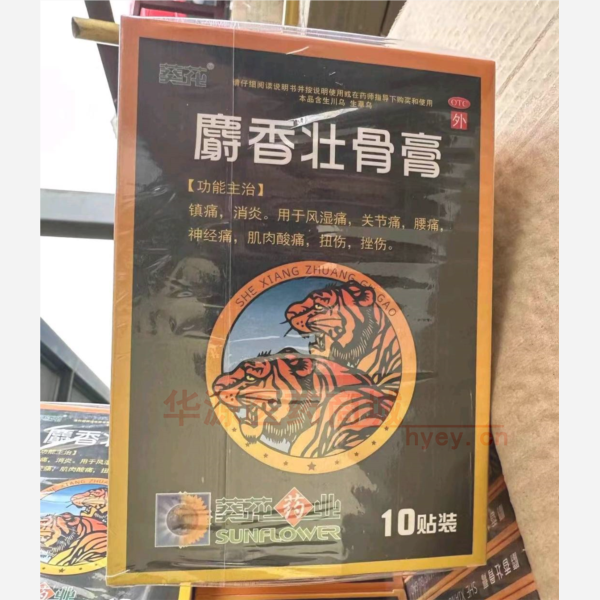 葵花®
请仔细阅读说明书并按说明使用或在药师指导下购买和使用
本品含生川乌 生草乌
OTC
外
麝香壮骨膏
【功能主治】
镇痛，消炎。用于风湿痛，关节痛，腰痛，
神经痛，肌肉酸痛，扭伤，挫伤。
SHE XIANG ZHUANG GU GAO
hyey.cn
葵花药业
SUNFLOWER
10贴装
麝香